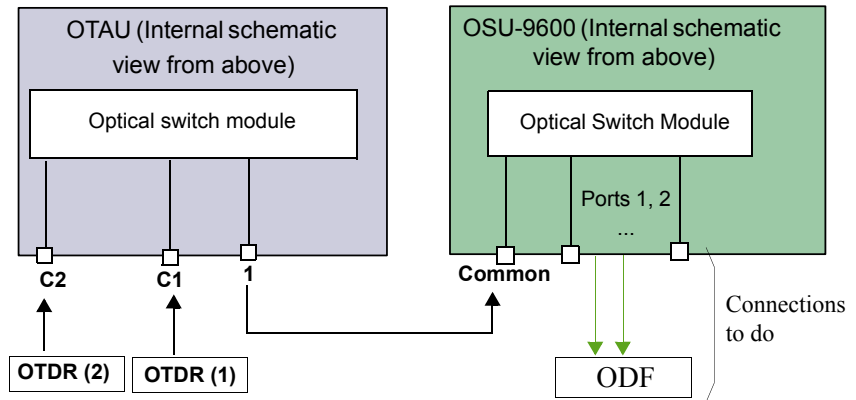 OTAU (Internal schematic
view from above)
Optical switch module
C2
C1
1
OTDR (2)
OTDR (1)
OSU-9600 (Internal schematic
view from above)
Optical Switch Module
Ports 1, 2
...
Common
Connections
to do
ODF